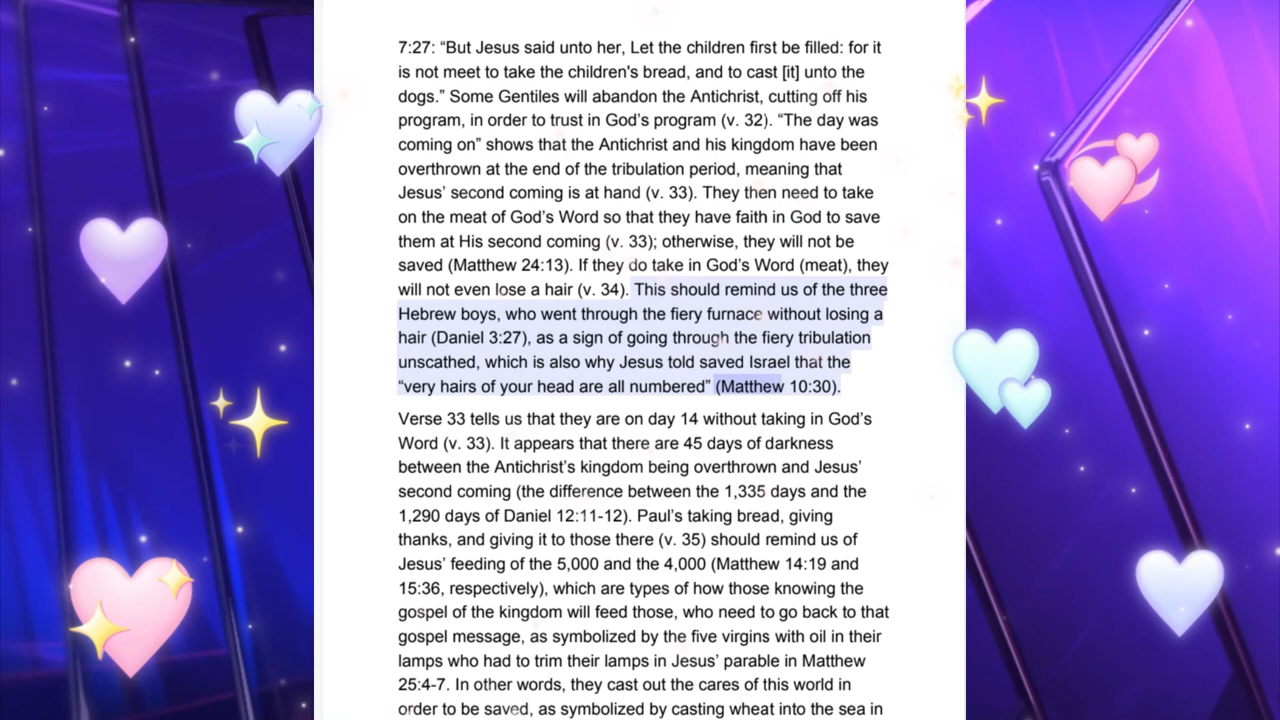 7:27: “But Jesus said unto her, Let the children first be filled: for it
is not meet to take the children's bread, and to cast [it] unto the
dogs.” Some Gentiles will abandon the Antichrist, cutting off his
program, in order to trust in God’s program (v. 32). “The day was
coming on” shows that the Antichrist and his kingdom have been
overthrown at the end of the tribulation period, meaning that
Jesus’ second coming is at hand (v. 33). They then need to take
on the meat of God’s Word so that they have faith in God to save
them at His second coming (v. 33); otherwise, they will not be
saved (Matthew 24:13). If they do take in God’s Word (meat), they
will not even lose a hair (v. 34). This should remind us of the three
Hebrew boys, who went through the fiery furnace without losing a
hair (Daniel 3:27), as a sign of going through the fiery tribulation
unscathed, which is also why Jesus told saved Israel that the
“very hairs of your head are all numbered” (Matthew 10:30).
Verse 33 tells us that they are on day 14 without taking in God’s
Word (v. 33). It appears that there are 45 days of darkness
between the Antichrist’s kingdom being overthrown and Jesus’
second coming (the difference between the 1,335 days and the
1,290 days of Daniel 12:11-12). Paul’s taking bread, giving
thanks, and giving it to those there (v. 35) should remind us of
Jesus’ feeding of the 5,000 and the 4,000 (Matthew 14:19 and
15:36, respectively), which are types of how those knowing the
gospel of the kingdom will feed those, who need to go back to that
gospel message, as symbolized by the five virgins with oil in their
lamps who had to trim their lamps in Jesus’ parable in Matthew
25:4-7. In other words, they cast out the cares of this world in
order to be saved, as symbolized by casting wheat into the sea in